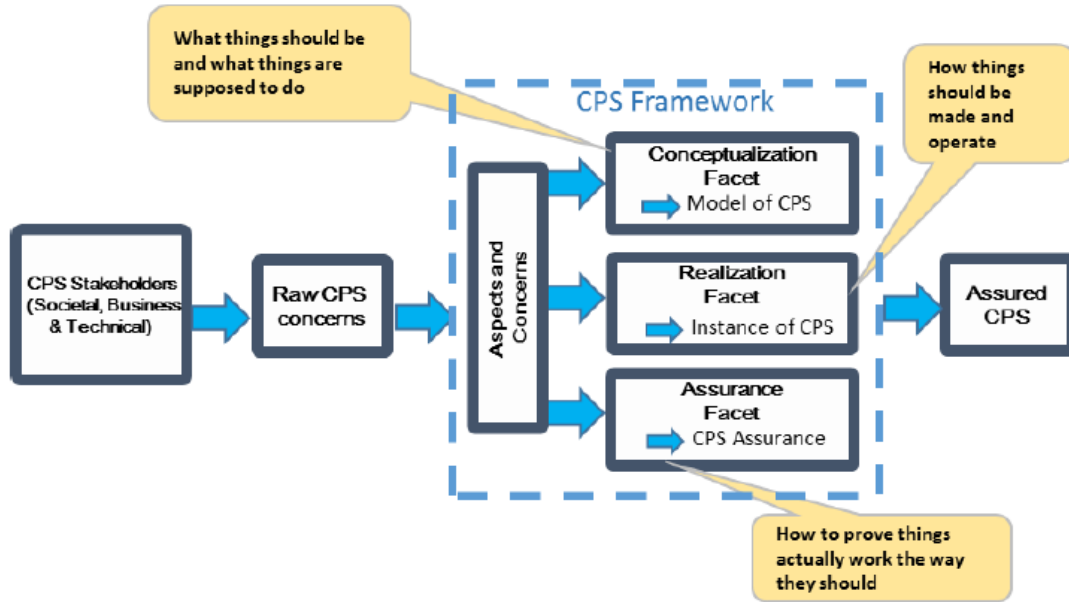 What things should be
and what things are
supposed to do
How things
should be
made and
operate
CPS Framework
Conceptualization
Facet
Model of CPS
CPS Stakeholders
(Societal, Business
& Technical)
Raw CPS
concerns
Aspects and
Concerns
Realization
Facet
Instance of CPS
Assured
CPS
Assurance
Facet
CPS Assurance
How to prove things
actually work the way
they should